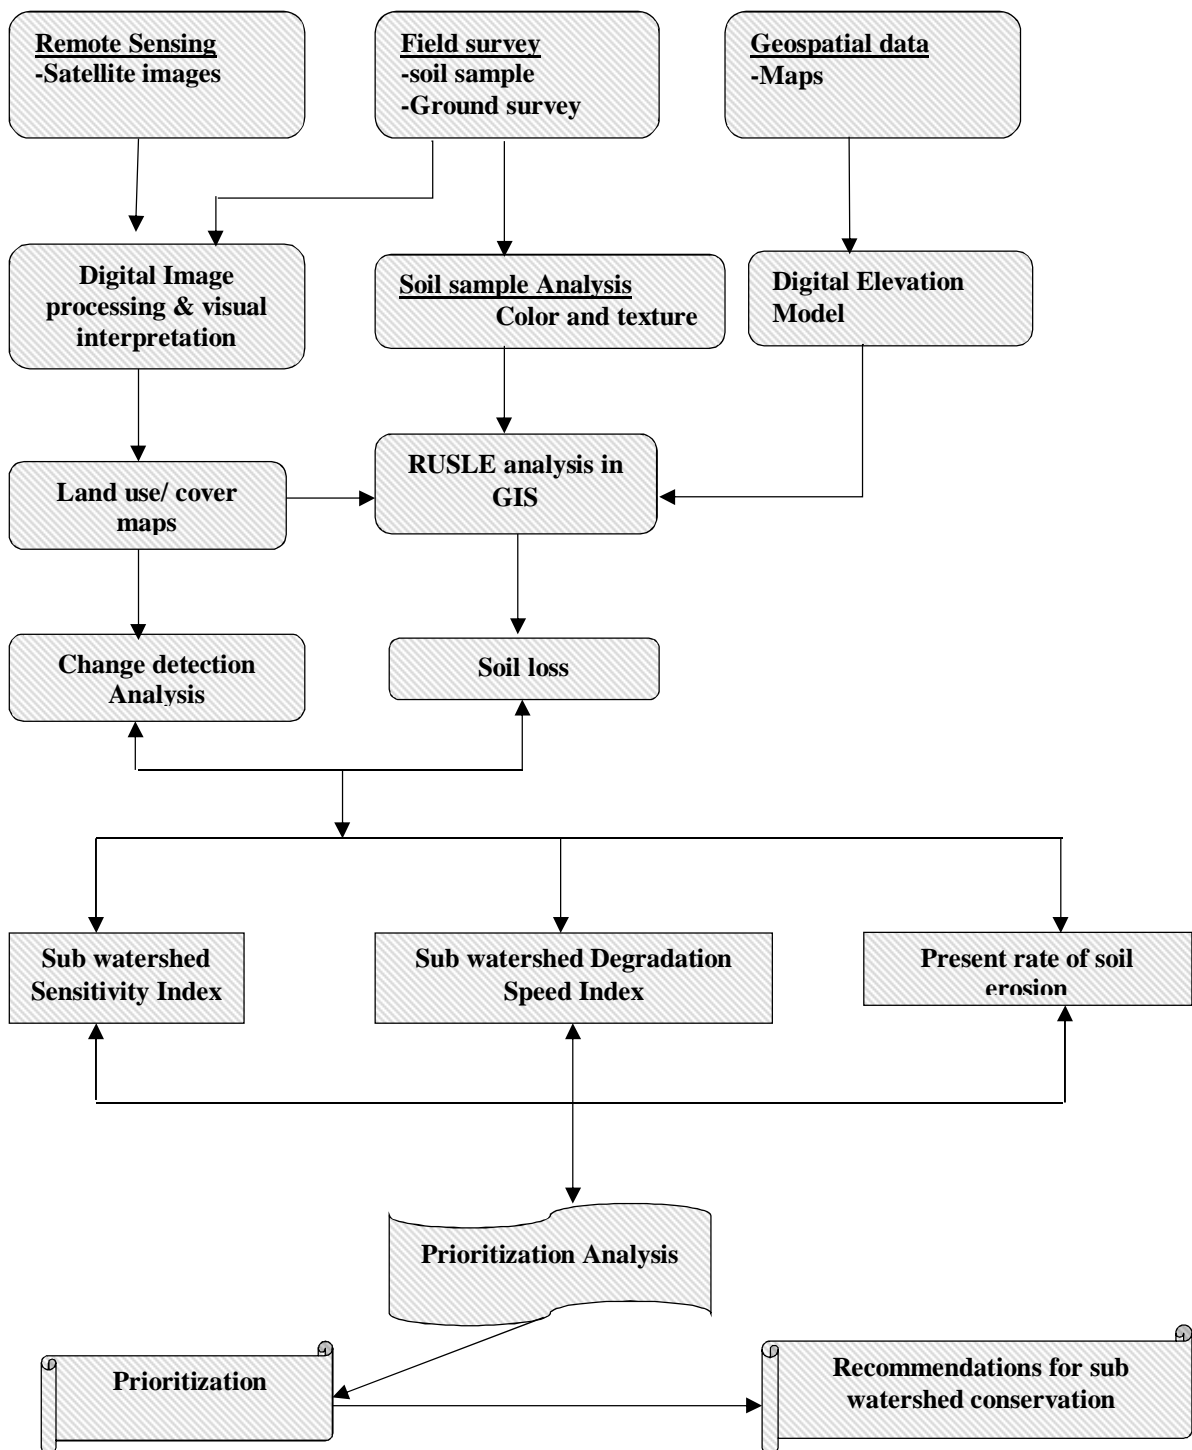 Remote Sensing
-Satellite images
Field survey
-soil sample
-Ground survey
Geospatial data
-Maps
Digital Image
processing & visual
interpretation
Soil sample Analysis
Color and texture
Digital Elevation
Model
Land use/ cover
maps
RUSLE analysis in
GIS
Change detection
Analysis
Soil loss
Sub watershed
Sensitivity Index
Sub watershed Degradation
Speed Index
Present rate of soil
erosion
Prioritization Analysis
Prioritization
Recommendations for sub
watershed conservation